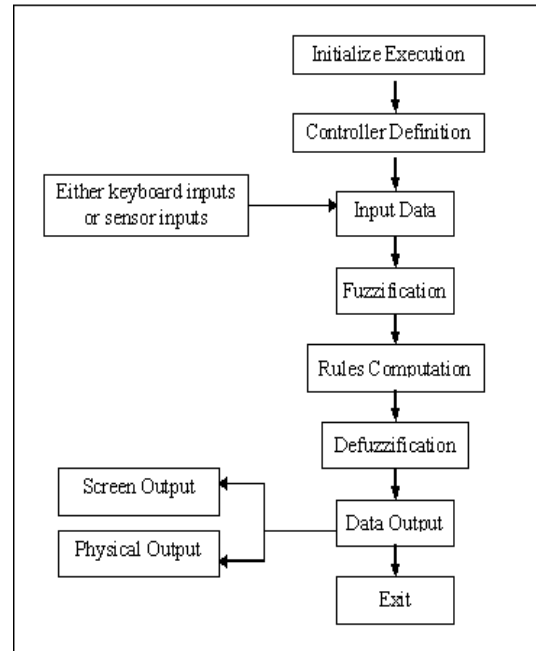 Initialize Execution
Controller Definition
Either keyboard inputs
or sensor inputs
Input Data
Fuzzification
Rules Computation
Defuzzification
Screen Output
Data Output
Physical Output
Exit